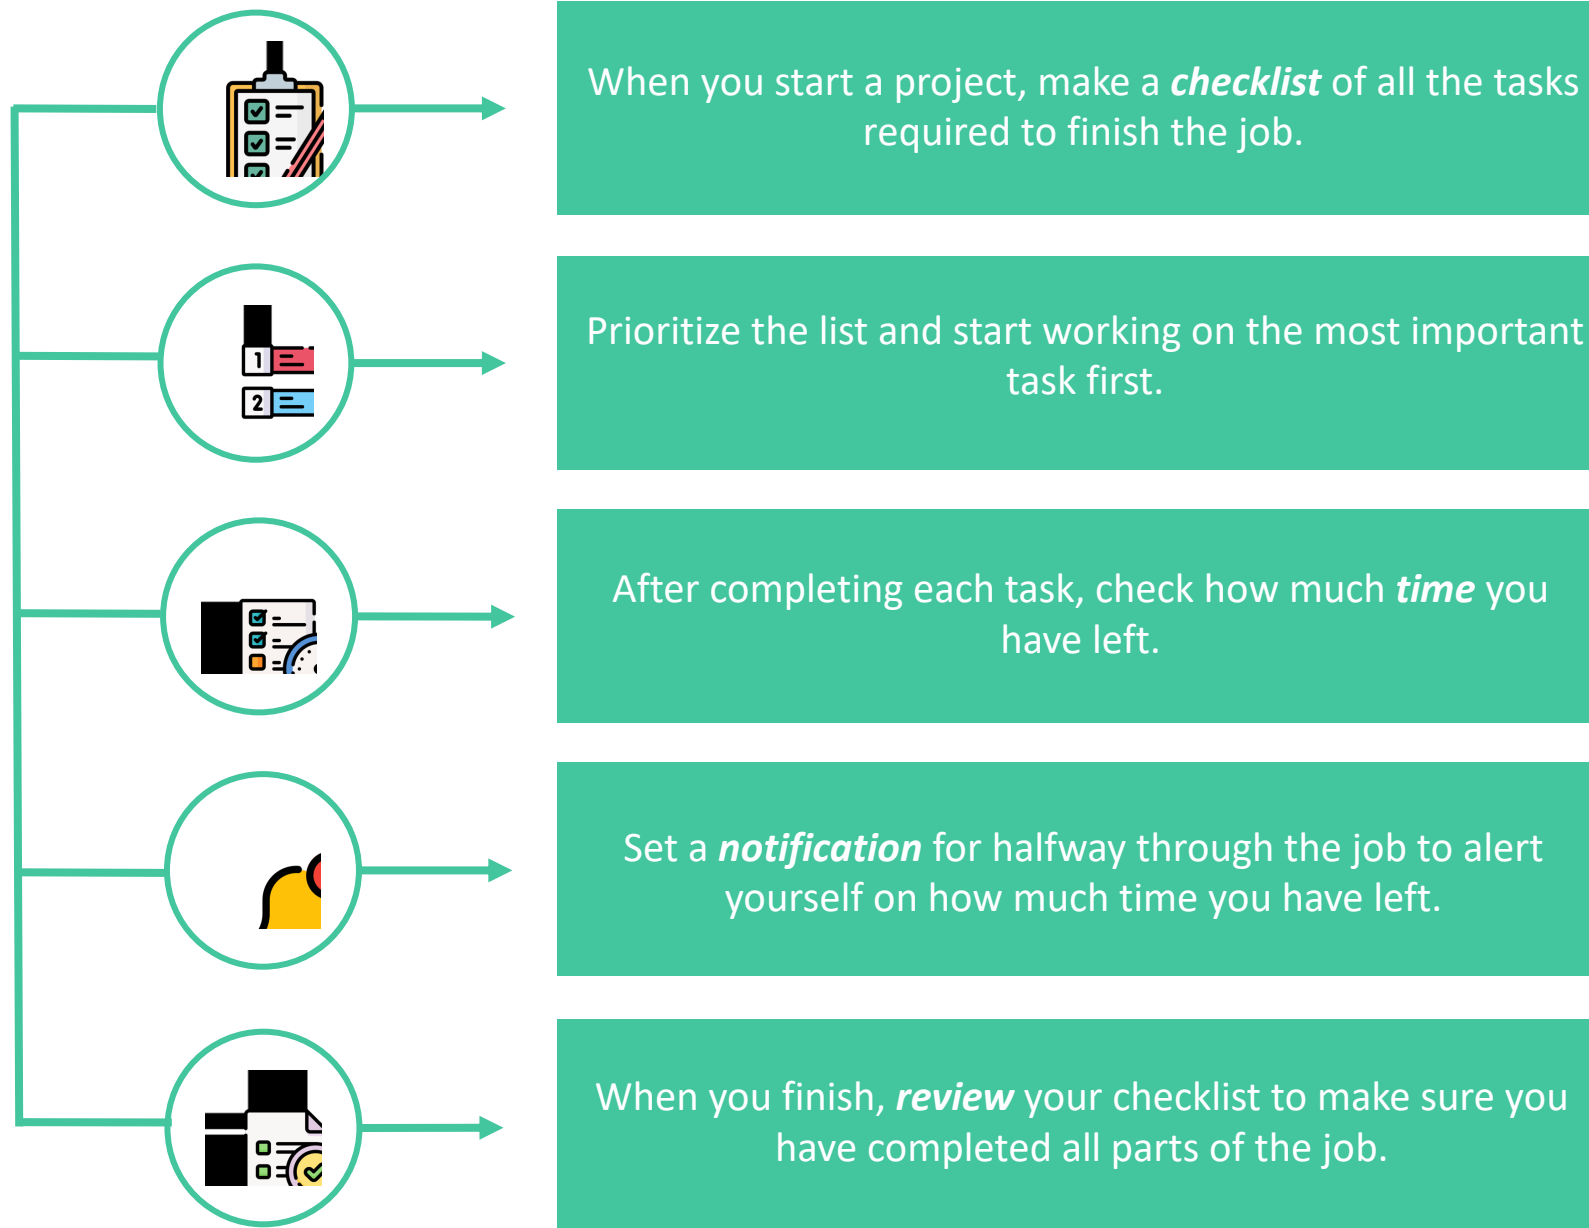 When you start a project, make a checklist of all the tasks
required to finish the job.
1
2
Prioritize the list and start working on the most important
task first.
After completing each task, check how much time you
have left.
Set a notification for halfway through the job to alert
yourself on how much time you have left.
When you finish, review your checklist to make sure you
have completed all parts of the job.